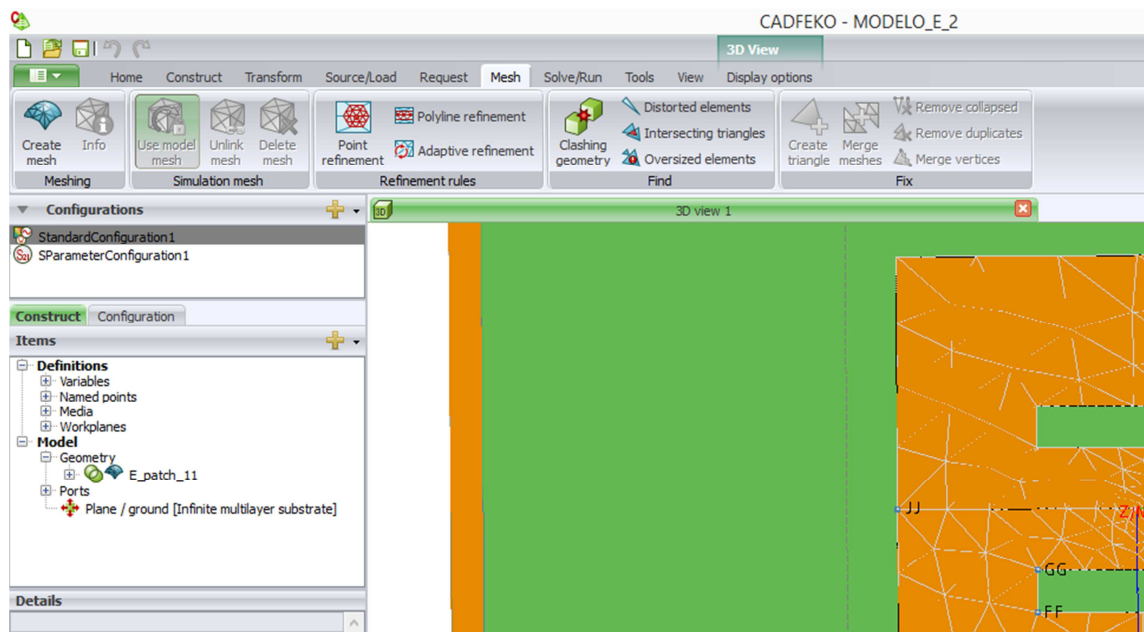 CADFEKO - MODELO_E_2
3D View
Home Construct Transform Source/Load Request Mesh Solve/Run Tools View Display options
Create mesh
Info
Meshing
Use model mesh
Unlink mesh
Delete mesh
Simulation mesh
Point refinement
Polyline refinement
Adaptive refinement
Refinement rules
Clashing geometry
Distorted elements
Intersecting triangles
Oversized elements
Find
Create triangle
Merge meshes
Remove collapsed
Remove duplicates
Merge vertices
Fix
Configurations
3D
3D view 1
StandardConfiguration1
S21
SParameterConfiguration1
Construct Configuration
Items
Definitions
Variables
Named points
Media
Workplanes
Model
Geometry
E_patch_11
Ports
Plane / ground [Infinite multilayer substrate]
Details
JJ
GG
FF